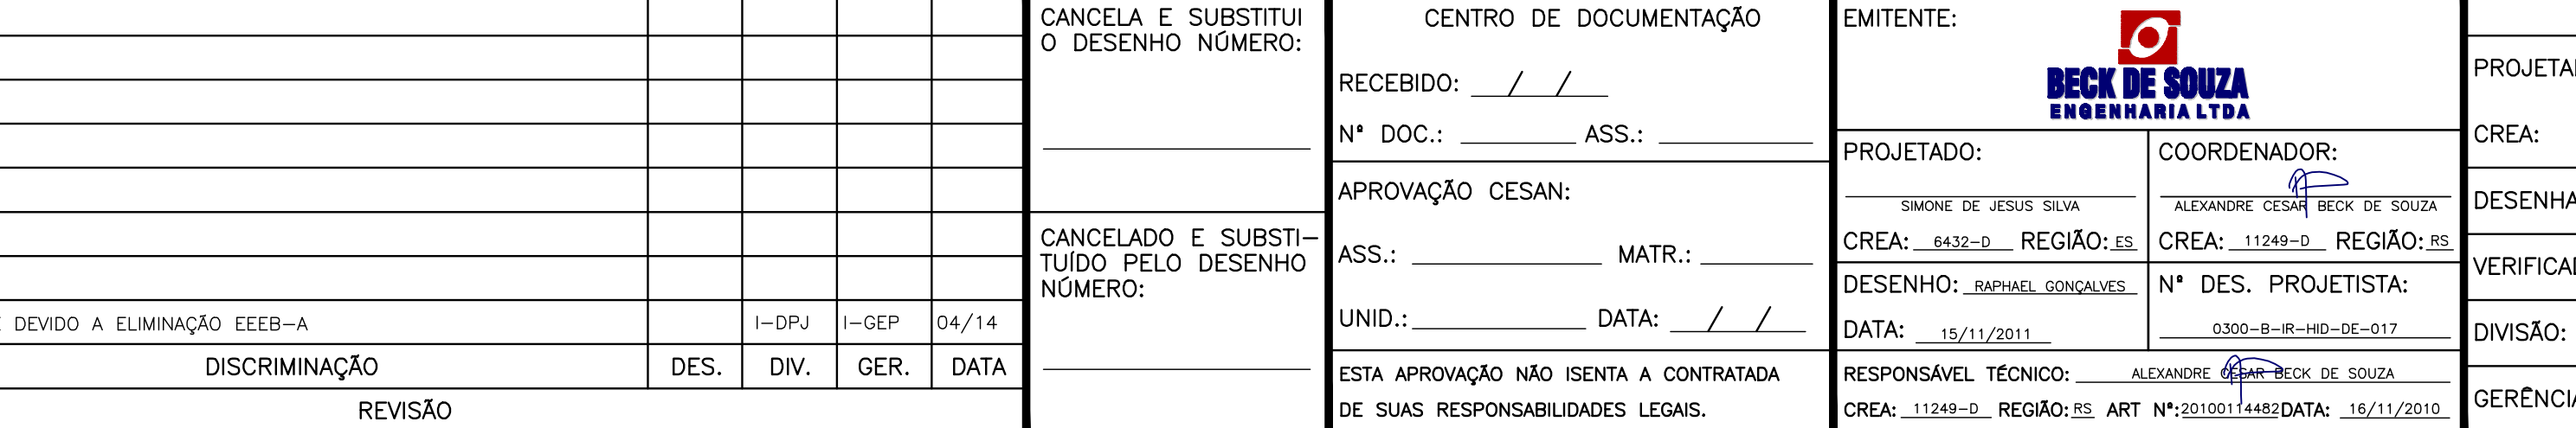 DEVIDO A ELIMINAÇÃO EEEB-A I-DPJ I-GEP 04/14
DISCRIMINAÇÃO DES. DIV. GER. DATA
REVISÃO
CANCELA E SUBSTITUI
O DESENHO NÚMERO:
CANCELADO E SUBSTI-
TUÍDO PELO DESENHO
NÚMERO:
CENTRO DE DOCUMENTAÇÃO
RECEBIDO: / /
Nº DOC.: ASS.:
APROVAÇÃO CESAN:
ASS.: MATR.:
UNID.: DATA: / /
ESTA APROVAÇÃO NÃO ISENTA A CONTRATADA
DE SUAS RESPONSABILIDADES LEGAIS.
EMITENTE:
BECK DE SOUZA
ENGENHARIA LTDA
PROJETADO:
SIMONE DE JESUS SILVA
CREA: 6432-D REGIÃO: ES
COORDENADOR:
ALEXANDRE CESAR BECK DE SOUZA
CREA: 11249-D REGIÃO: RS
DESENHO: RAPHAEL GONÇALVES
DATA: 15/11/2011
Nº DES. PROJETISTA:
0300-B-IR-HID-DE-017
RESPONSÁVEL TÉCNICO: ALEXANDRE CESAR BECK DE SOUZA
CREA: 11249-D REGIÃO: RS ART Nº: 20100114482 DATA: 16/11/2010
PROJETA
CREA:
DESENHA
VERIFICAD
DIVISÃO:
GERÊNCIA